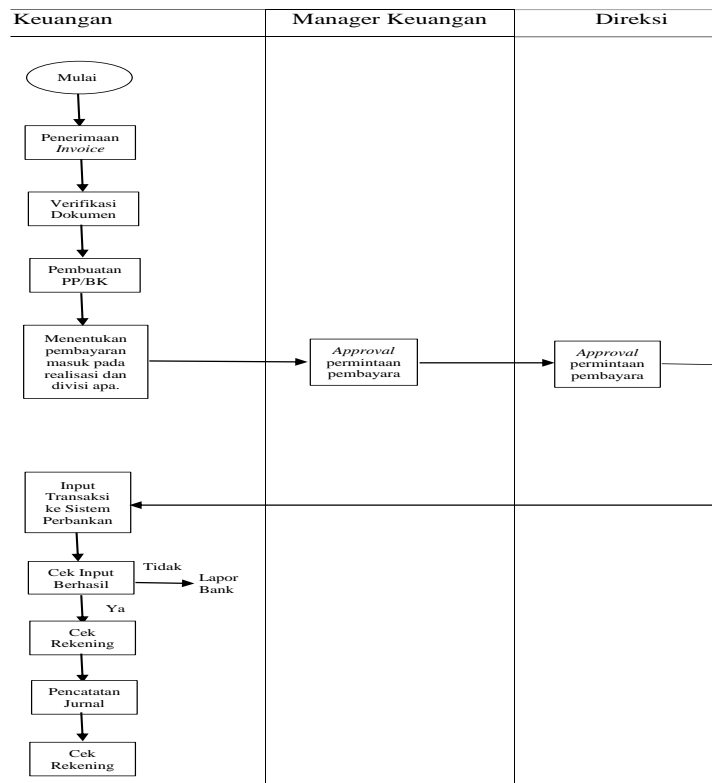 Keuangan
Manager Keuangan
Direksi
Mulai
Penerimaan
Invoice
Verifikasi
Dokumen
Pembuatan
PP/BK
Menentukan
pembayaran
masuk pada
realisasi dan
divisi apa.
Approval
permintaan
pembayara
Approval
permintaan
pembayara
Input
Transaksi
ke Sistem
Perbankan
Cek Input
Berhasil
Tidak
Lapor
Bank
Ya
Cek
Rekening
Pencatatan
Jurnal
Cek
Rekening